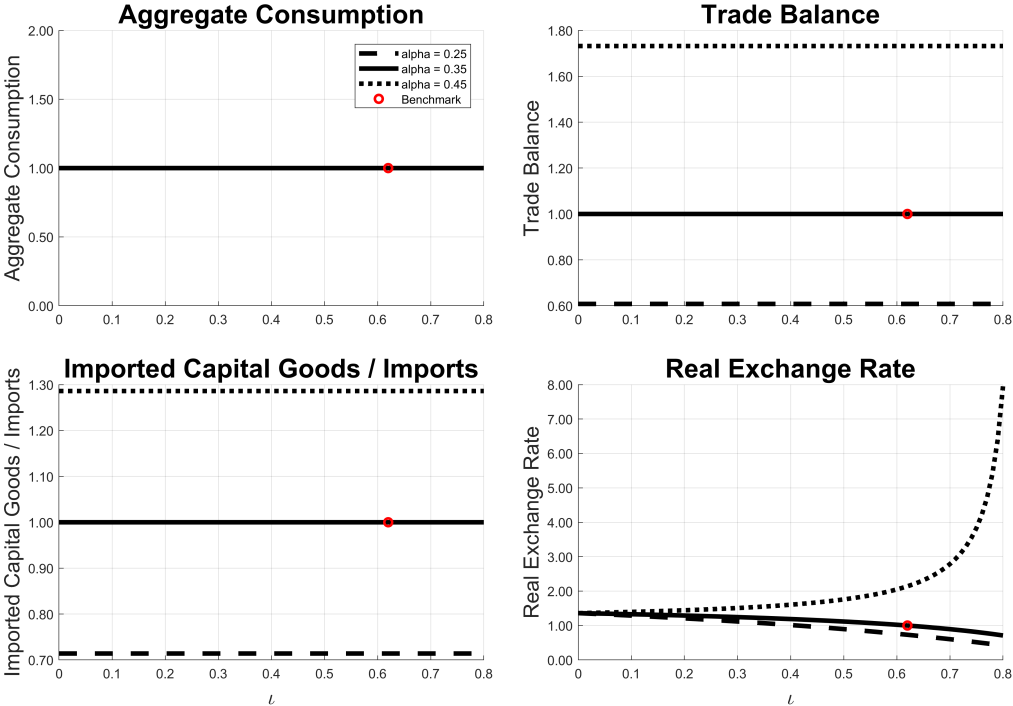 Aggregate Consumption
Aggregate Consumption
2.00
1.50
1.00
0.50
0.00
0 0.1 0.2 0.3 0.4 0.5 0.6 0.7 0.8
alpha = 0.25
alpha = 0.35
alpha = 0.45
Benchmark
Trade Balance
Trade Balance
1.80
1.60
1.40
1.20
1.00
0.80
0.60
0 0.1 0.2 0.3 0.4 0.5 0.6 0.7 0.8
Imported Capital Goods / Imports
Imported Capital Goods / Imports
1.30
1.20
1.10
1.00
0.90
0.80
0.70
0 0.1 0.2 0.3 0.4 0.5 0.6 0.7 0.8
ι
Real Exchange Rate
Real Exchange Rate
8.00
7.00
6.00
5.00
4.00
3.00
2.00
1.00
0.00
0 0.1 0.2 0.3 0.4 0.5 0.6 0.7 0.8
ι